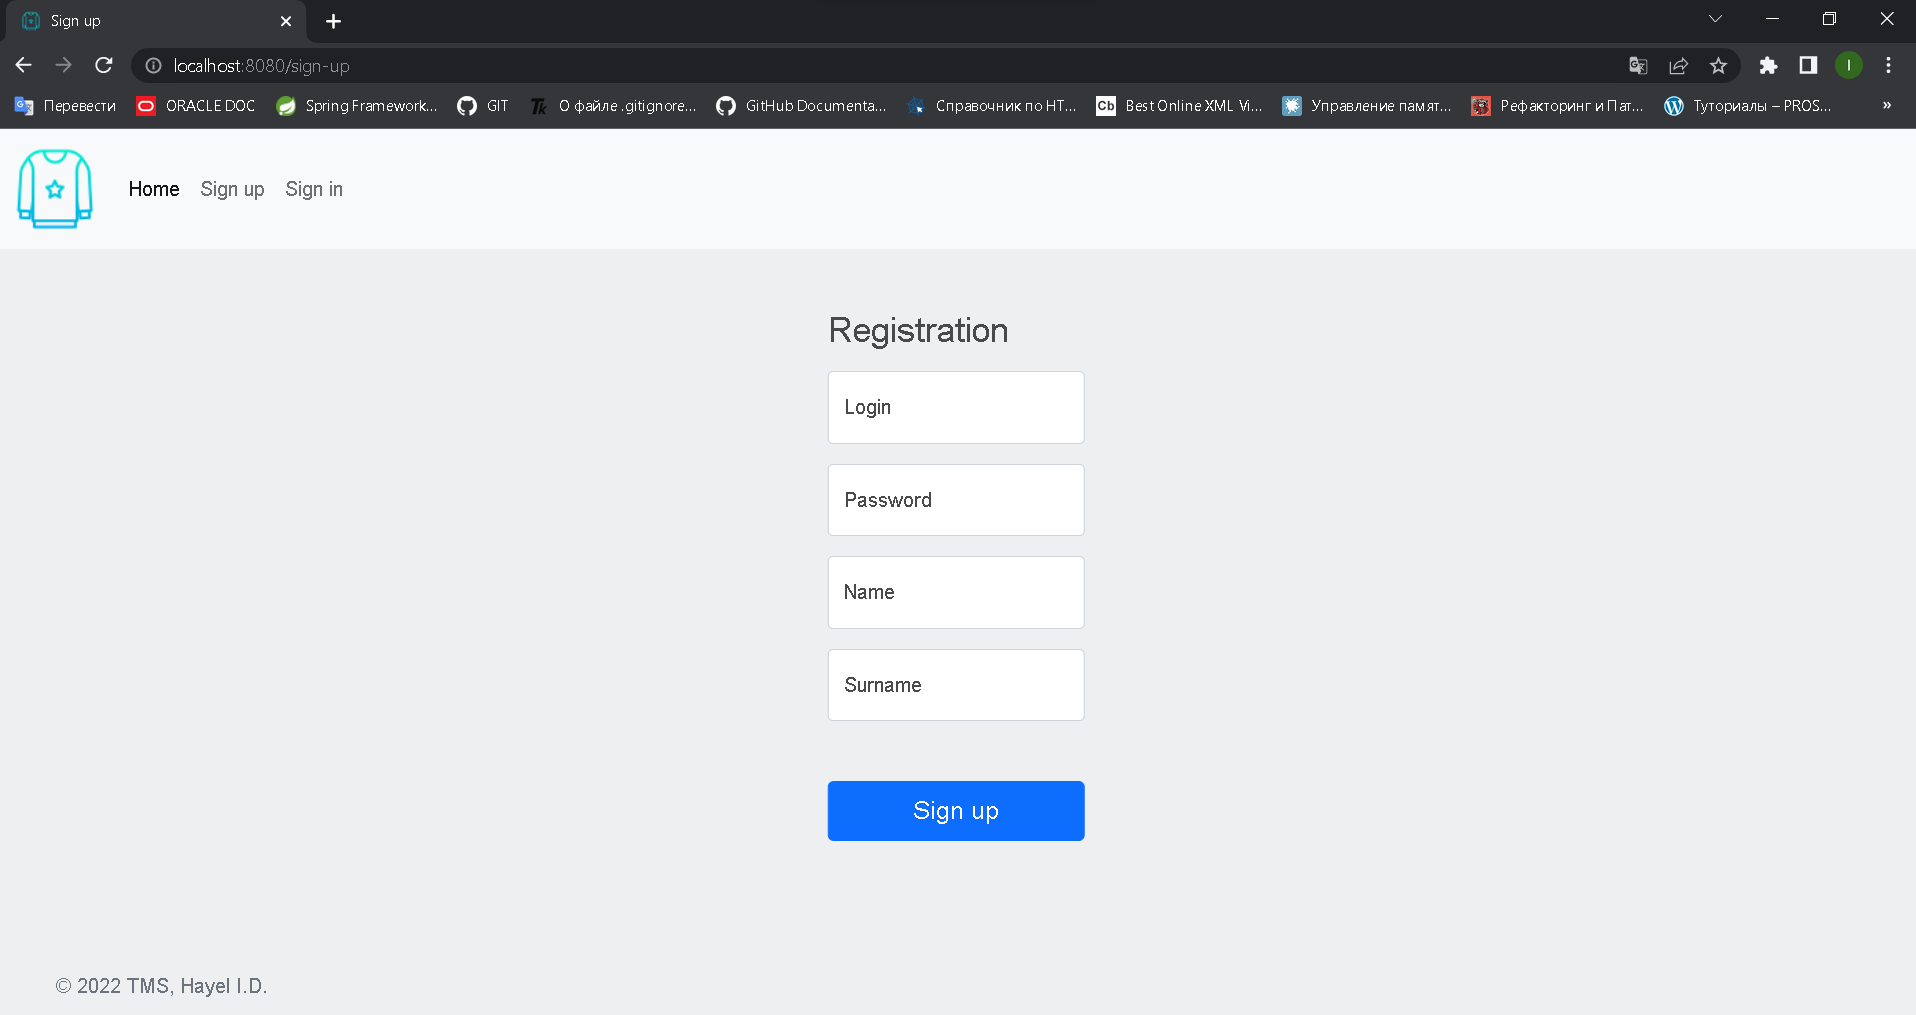 Sign up
localhost:8080/sign-up
Перевести ORACLE DOC Spring Framework... GIT Tk О файле .gitignore... GitHub Documenta... Справочник по HT... Cb Best Online XML Vi... Управление памят... Рефакторинг и Пат... Туториалы – PROS... »
Home Sign up Sign in
Registration
Login
Password
Name
Surname
Sign up
© 2022 TMS, Hayel I.D.